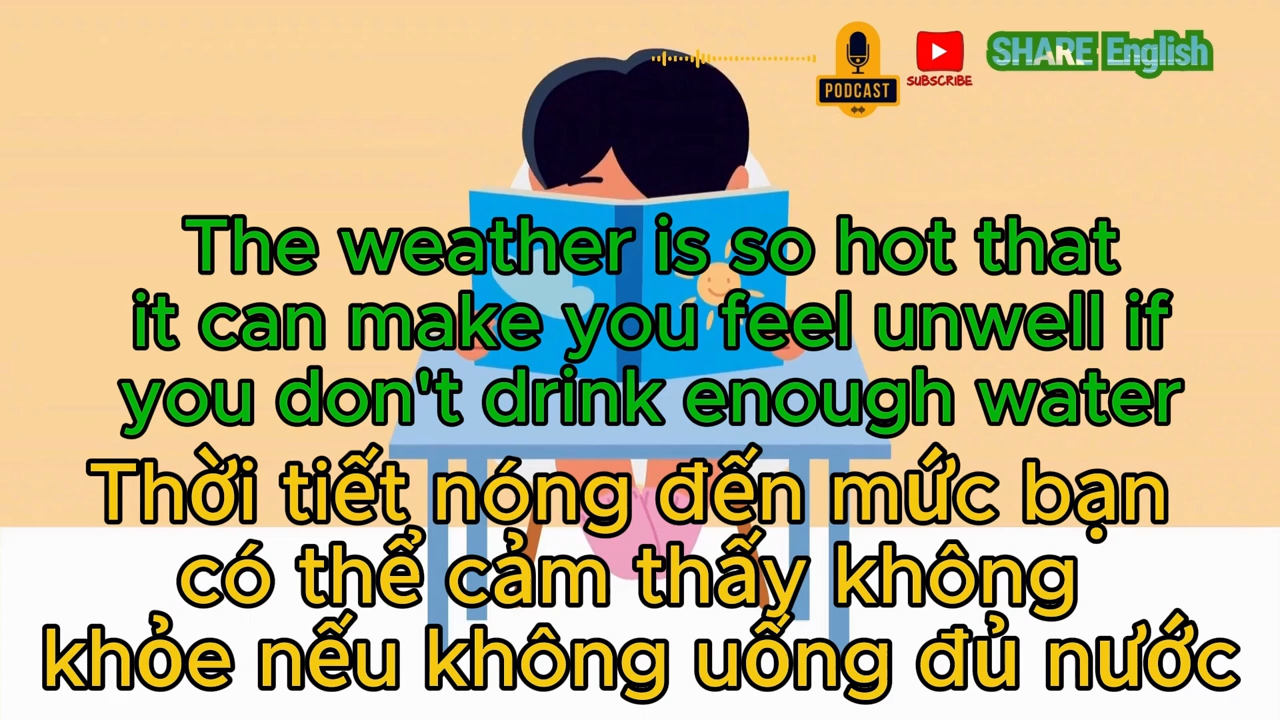 PODCAST
SUBSCRIBE
SHARE English
The weather is so hot that
it can make you feel unwell if
you don't drink enough water
Thời tiết nóng đến mức bạn
có thể cảm thấy không
khỏe nếu không uống đủ nước